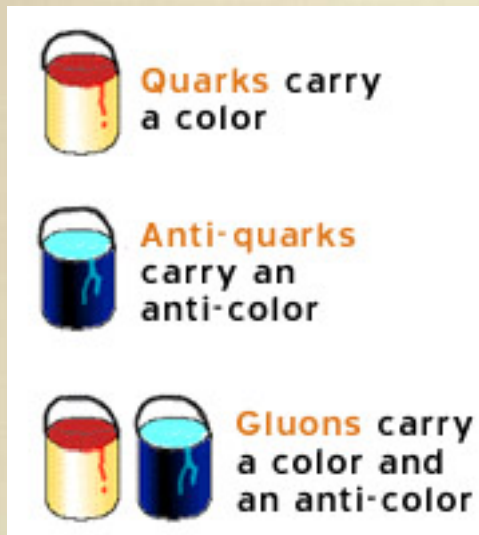 Quarks carry
a color
Anti-quarks
carry an
anti-color
Gluons carry
a color and
an anti-color